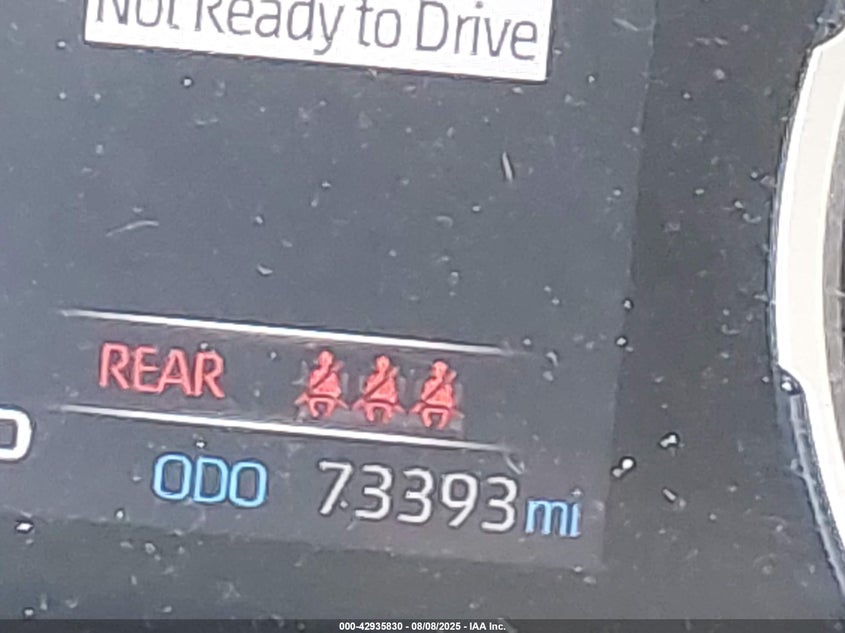 Not Ready to Drive
REAR
ODO 73393 mi
000-42935830 - 08/08/2025 - IAA Inc.